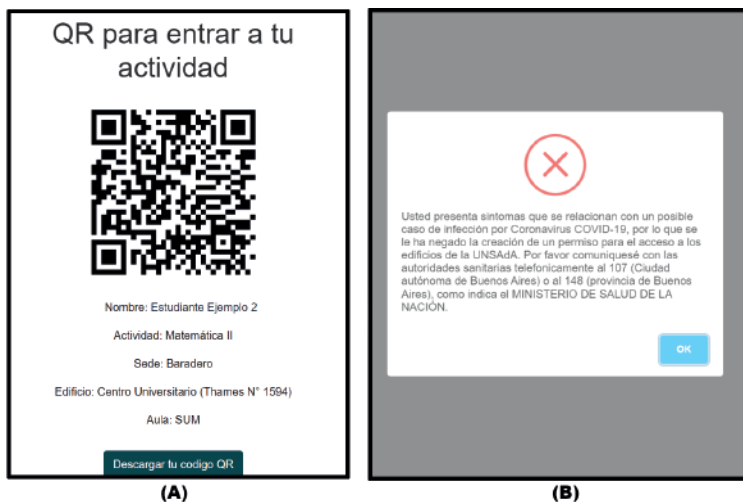 QR para entrar a tu
actividad
Nombre: Estudiante Ejemplo 2
Actividad: Matemática II
Sede: Baradero
Edificio: Centro Universitario (Thames N° 1594)
Aula: SUM
Descargar tu codigo QR
(A)
Usted presenta sintomas que se relacionan con un posible
caso de infección por Coronavirus COVID-19, por lo que se
le ha negado la creación de un permiso para el acceso a los
edificios de la UNSAdA. Por favor comuniquesé con las
autoridades sanitarias telefonicamente al 107 (Ciudad
autónoma de Buenos Aires) o al 148 (provincia de Buenos
Aires), como indica el MINISTERIO DE SALUD DE LA
NACIÓN.
OK
(B)